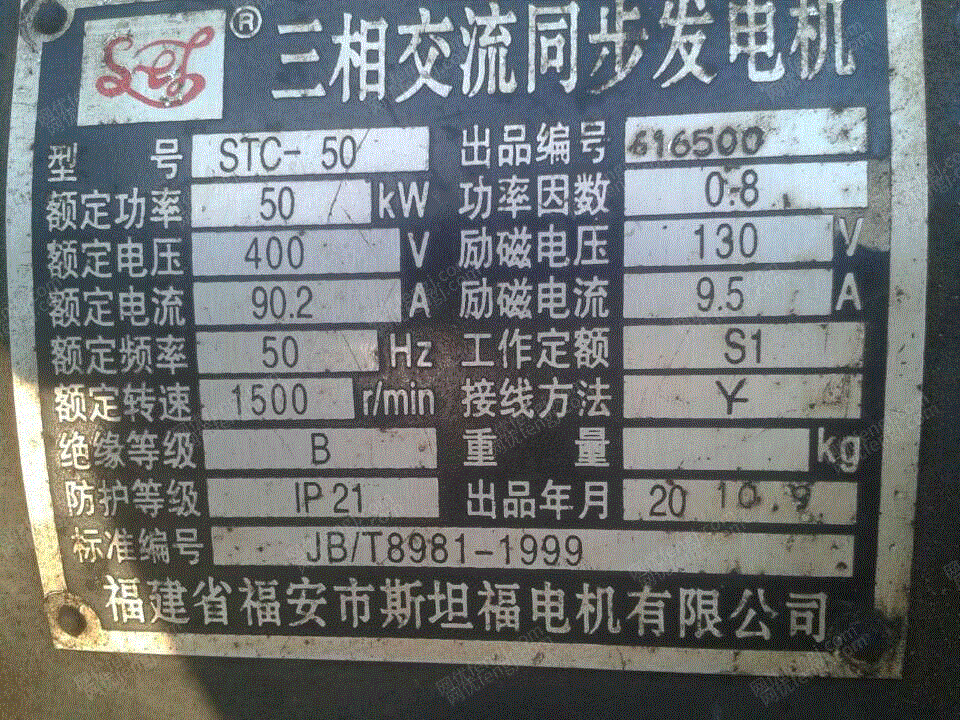 ® 三相交流同步发电机
型 号 STC-50 出品编号 616500
额定功率 50 kW 功率因数 0.8
额定电压 400 V 励磁电压 130 V
额定电流 90.2 A 励磁电流 9.5 A
额定频率 50 Hz 工作定额 S1
额定转速 1500 r/min 接线方法 Y
绝缘等级 B 重 量 kg
防护等级 IP21 出品年月 20 10.9
标准编号 JB/T8981-1999
福建省福安市斯坦福电机有限公司